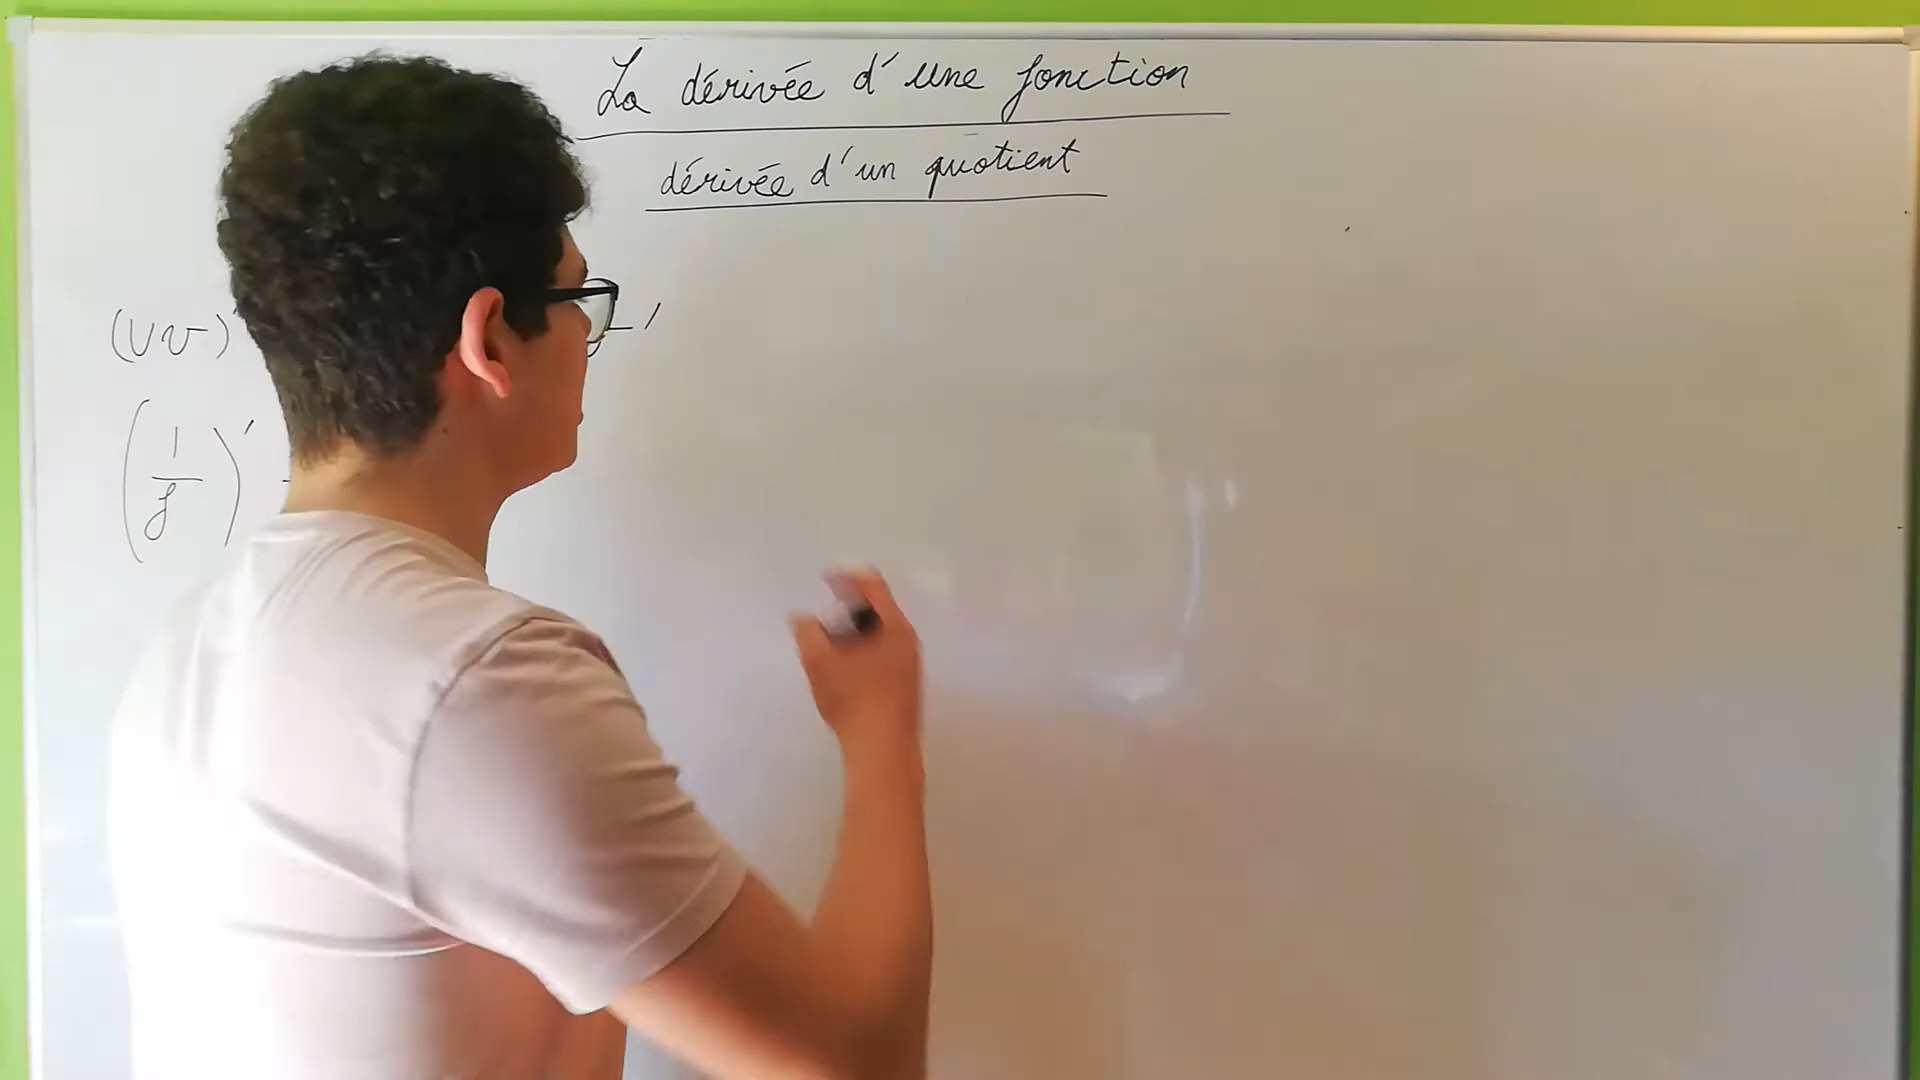 La dérivée d'une fonction
dérivée d'un quotient
(UV)'
(1/f)'